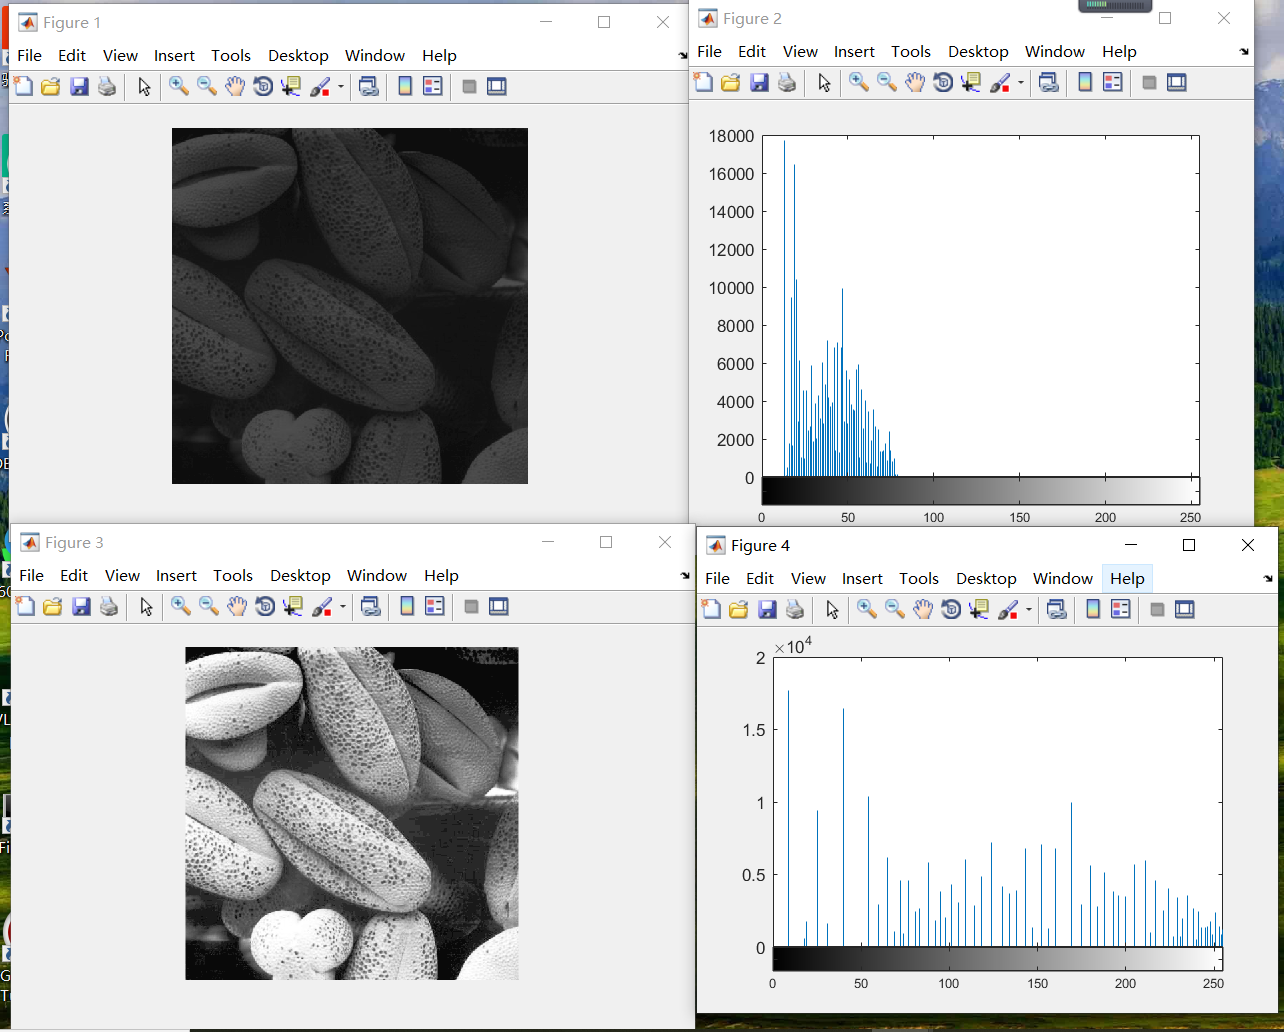 Figure 1
File Edit View Insert Tools Desktop Window Help
Figure 2
File Edit View Insert Tools Desktop Window Help
18000
16000
14000
12000
10000
8000
6000
4000
2000
0
0 50 100 150 200 250
Figure 3
File Edit View Insert Tools Desktop Window Help
Figure 4
File Edit View Insert Tools Desktop Window Help
×10⁴
2
1.5
1
0.5
0
0 50 100 150 200 250